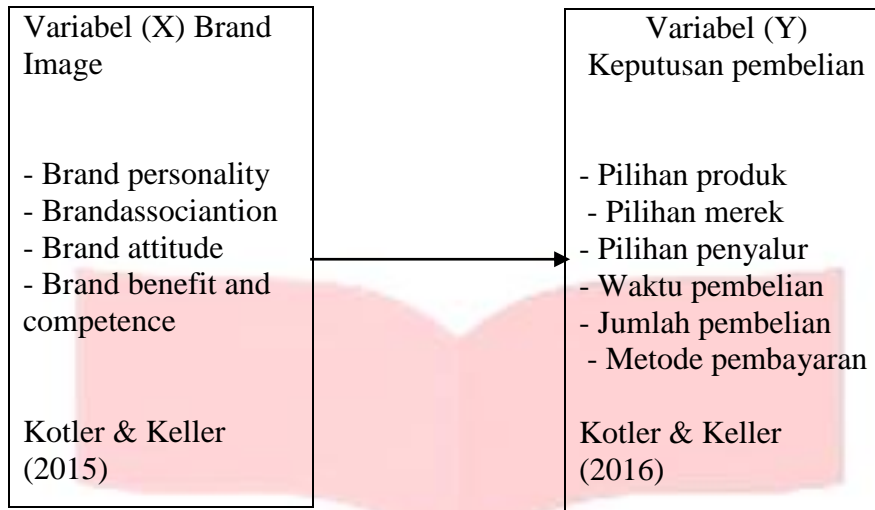 Variabel (X) Brand
Image
- Brand personality
- Brandassociantion
- Brand attitude
- Brand benefit and
competence
Kotler & Keller
(2015)
Variabel (Y)
Keputusan pembelian
- Pilihan produk
- Pilihan merek
- Pilihan penyalur
- Waktu pembelian
- Jumlah pembelian
- Metode pembayaran
Kotler & Keller
(2016)